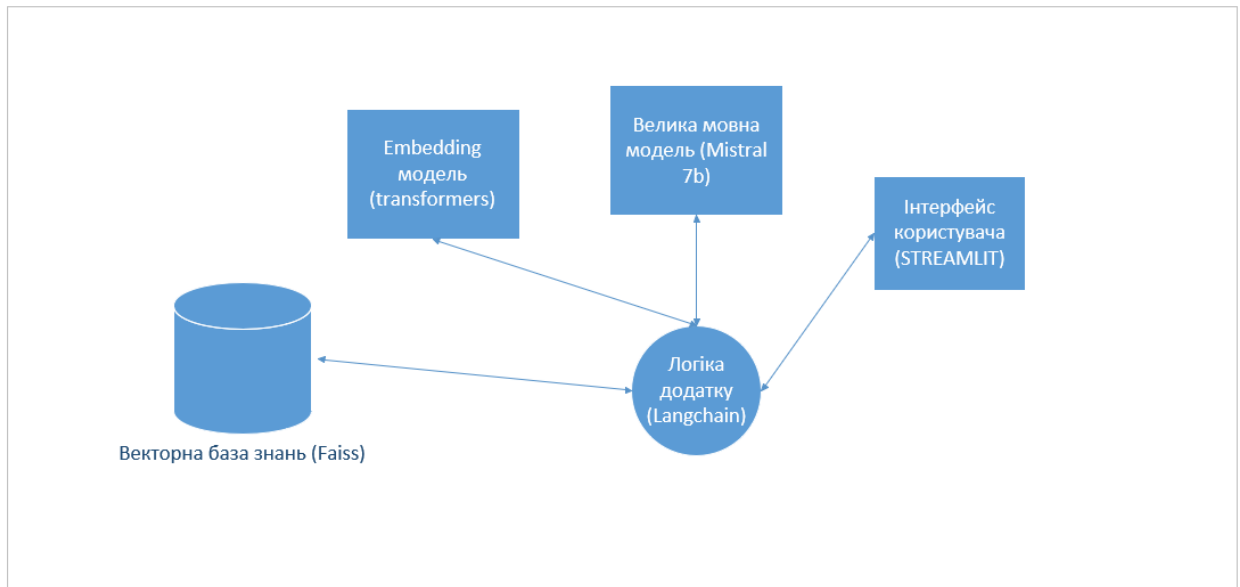 Embedding
модель
(transformers)
Велика мовна
модель (Mistral
7b)
Інтерфейс
користувача
(STREAMLIT)
Логіка
додатку
(Langchain)
Векторна база знань (Faiss)